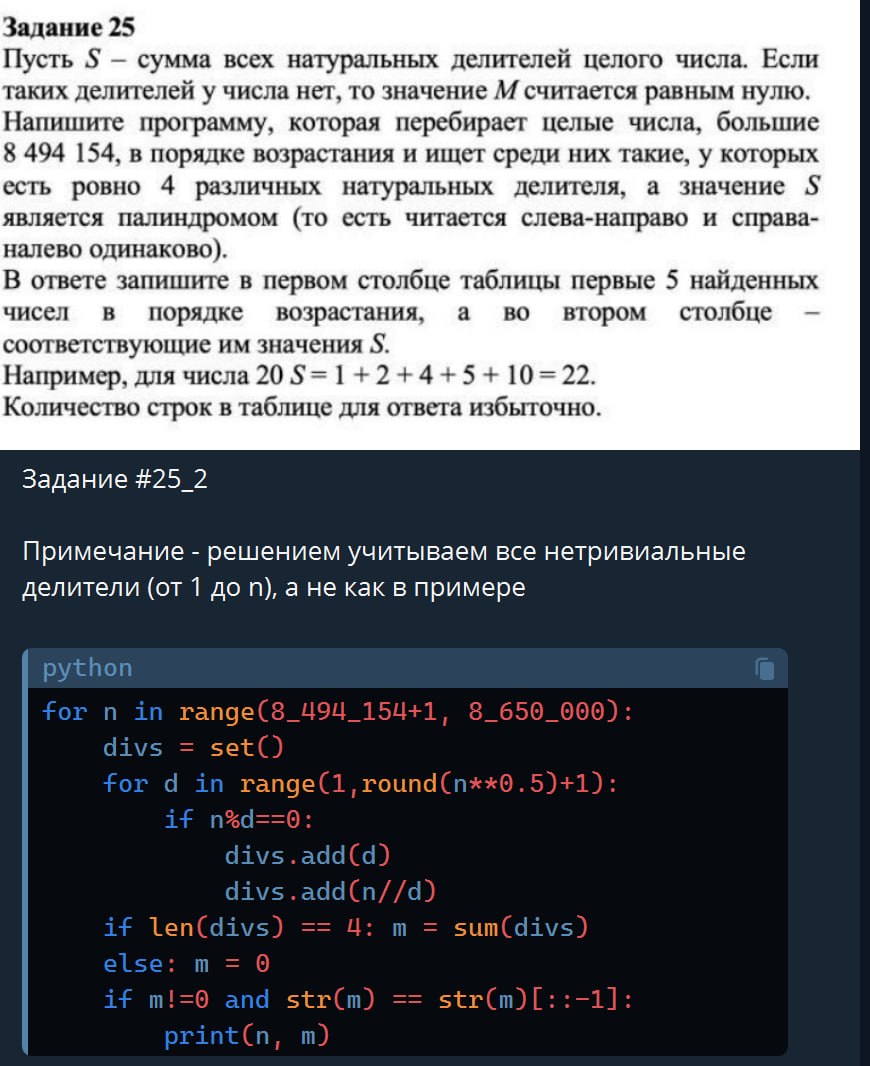 Задание 25
Пусть S – сумма всех натуральных делителей целого числа. Если
таких делителей у числа нет, то значение M считается равным нулю.
Напишите программу, которая перебирает целые числа, большие
8 494 154, в порядке возрастания и ищет среди них такие, у которых
есть ровно 4 различных натуральных делителя, а значение S
является палиндромом (то есть читается слева-направо и справа-
налево одинаково).
В ответе запишите в первом столбце таблицы первые 5 найденных
чисел в порядке возрастания, а во втором столбце –
соответствующие им значения S.
Например, для числа 20 S = 1 + 2 + 4 + 5 + 10 = 22.
Количество строк в таблице для ответа избыточно.
Задание #25_2
Примечание - решением учитываем все нетривиальные
делители (от 1 до n), а не как в примере
python
for n in range(8_494_154+1, 8_650_000):
    divs = set()
    for d in range(1,round(n**0.5)+1):
        if n%d==0:
            divs.add(d)
            divs.add(n//d)
    if len(divs) == 4: m = sum(divs)
    else: m = 0
    if m!=0 and str(m) == str(m)[::-1]:
        print(n, m)